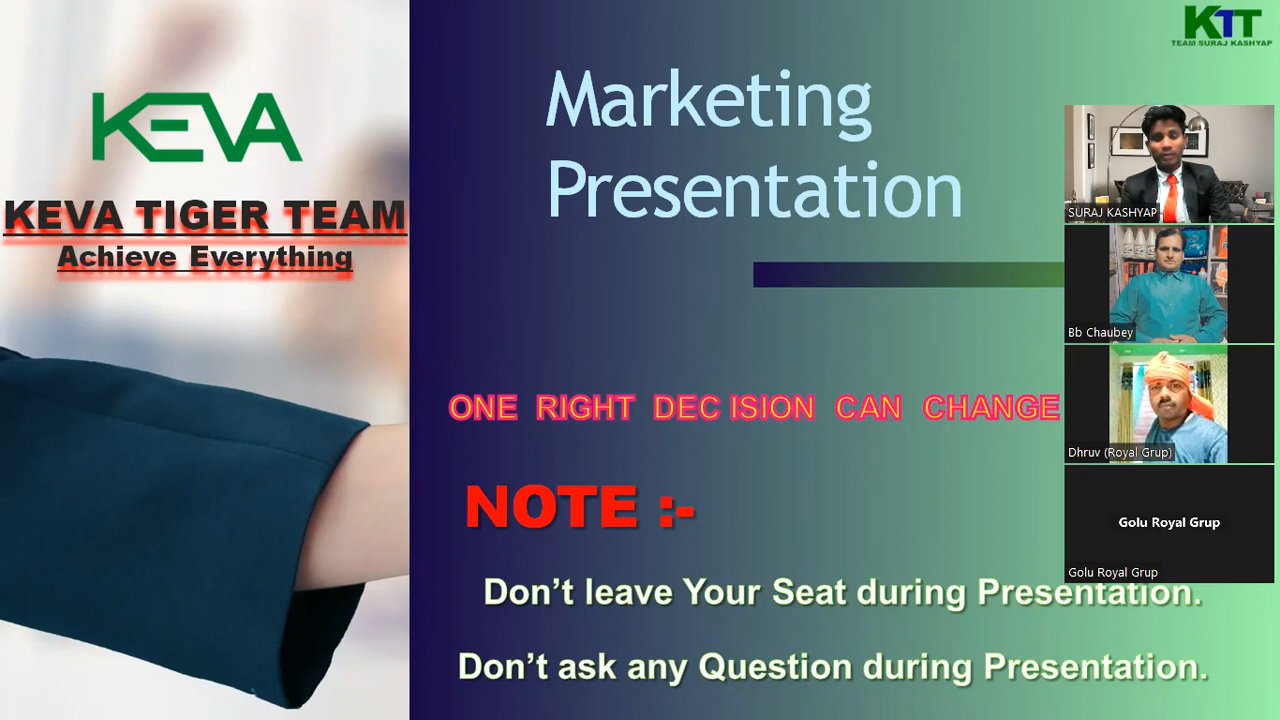 KEVA
KEVA TIGER TEAM
Achieve Everything
K1T
TEAM SURAJ KASHYAP
Marketing
Presentation
ONE RIGHT DEC ISION CAN CHANGE
NOTE :-
Don’t leave Your Seat during Presentation.
Don’t ask any Question during Presentation.
SURAJ KASHYAP
Bb Chaubey
Dhruv (Royal Grup)
Golu Royal Grup
Golu Royal Grup